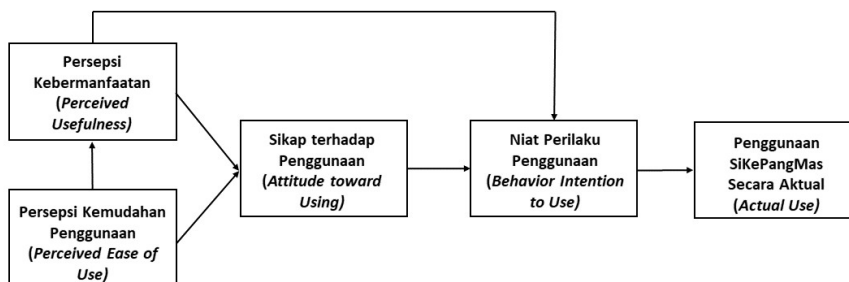 Persepsi
Kebermanfaatan
(Perceived
Usefulness)
Persepsi Kemudahan
Penggunaan
(Perceived Ease of
Use)
Sikap terhadap
Penggunaan
(Attitude toward
Using)
Niat Perilaku
Penggunaan
(Behavior Intention
to Use)
Penggunaan
SiKePangMas
Secara Aktual
(Actual Use)